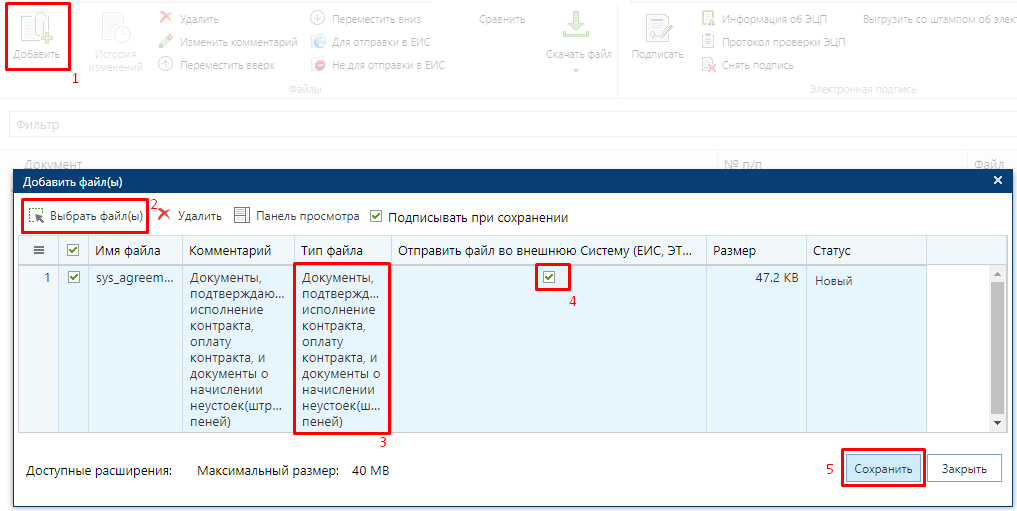 Добавить
1
История
изменений
Удалить
Изменить комментарий
Переместить вверх
Переместить вниз
Для отправки в ЕИС
Не для отправки в ЕИС
Файлы
Сравнить
Скачать файл
Подписать
Информация об ЭЦП
Протокол проверки ЭЦП
Снять подпись
Выгрузить со штампом об элект
Электронная подпись
Фильтр
Документ
№ п/п
Файл
Добавить файл(ы)
Выбрать файл(ы)
2
Удалить
Панель просмотра
Подписывать при сохранении
Имя файла
Комментарий
Тип файла
Отправить файл во внешнюю Систему (ЕИС, ЭТ...
Размер
Статус
1
sys_agreem...
Документы,
подтверждаю...
исполнение
контракта,
оплату
контракта, и
документы о
начислении
неустоек(штр...
пеней)
Документы,
подтвержд...
исполнение
контракта,
оплату
контракта, и
документы о
начислении
неустоек(ш...
пеней)
3
4
47.2 KB
Новый
Доступные расширения:
Максимальный размер: 40 MB
5
Сохранить
Закрыть